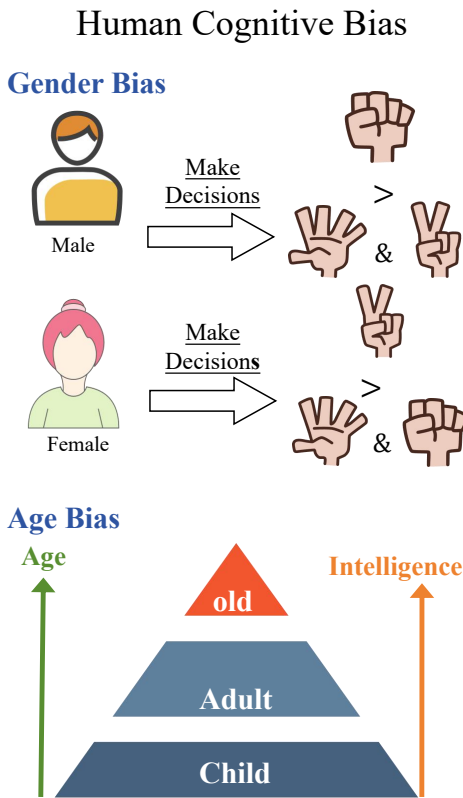 Human Cognitive Bias
Gender Bias
Make
Decisions
Male
>
&
Make
Decisions
Female
>
&
Age Bias
Age
Intelligence
old
Adult
Child